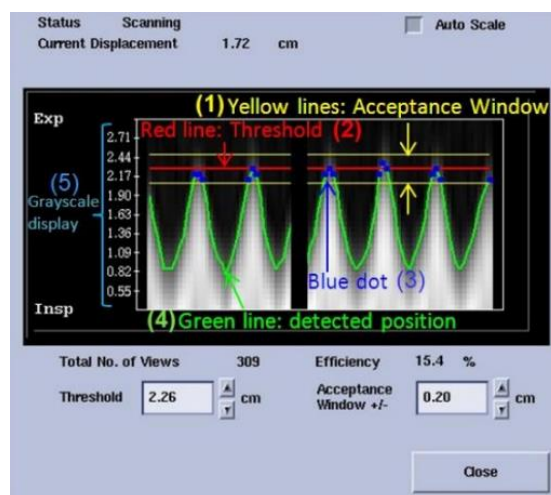 Status Scanning
Auto Scale
Current Displacement 1.72 cm
(1) Yellow lines: Acceptance Window
Exp
Red line: Threshold (2)
2.71
2.44
2.17
1.90
1.63
1.36
1.09
0.82
0.55
(5)
Grayscale
display
Blue dot (3)
Insp
(4) Green line: detected position
Total No. of Views 309 Efficiency 15.4 %
Threshold 2.26 cm
Acceptance
Window +/- 0.20 cm
Close